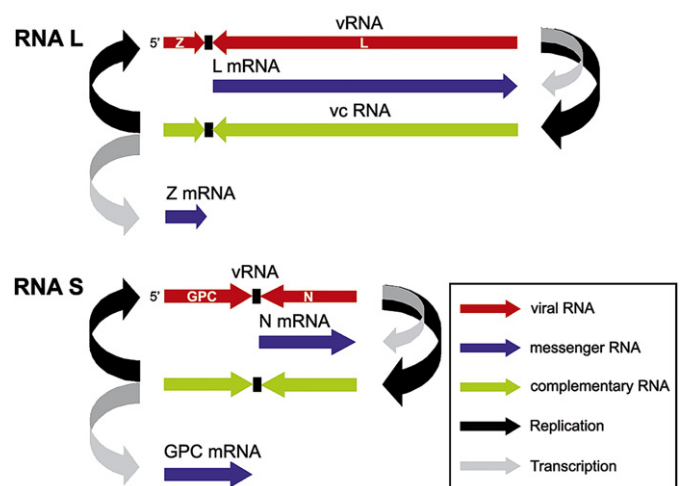 RNA L
vRNA
5'
Z
L
L mRNA
vc RNA
Z mRNA
RNA S
vRNA
5'
GPC
N
N mRNA
GPC mRNA
viral RNA
messenger RNA
complementary RNA
Replication
Transcription